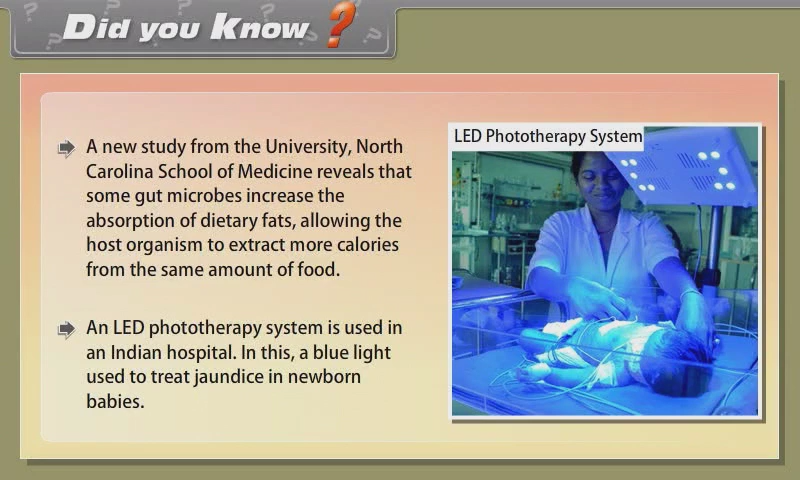 Did you Know ?
A new study from the University, North
Carolina School of Medicine reveals that
some gut microbes increase the
absorption of dietary fats, allowing the
host organism to extract more calories
from the same amount of food.
An LED phototherapy system is used in
an Indian hospital. In this, a blue light
used to treat jaundice in newborn
babies.
LED Phototherapy System